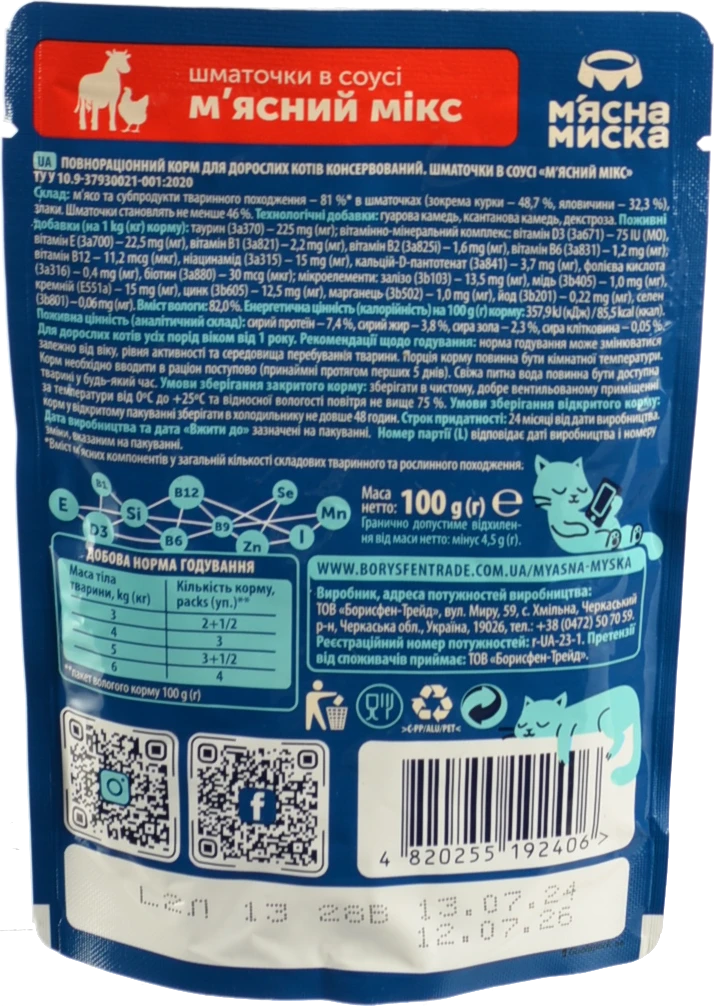 шматочки в соусі
м'ясний мікс
м'ясна
миска
UA ПОВНОРАЦІОННИЙ КОРМ ДЛЯ ДОРОСЛИХ КОТІВ КОНСЕРВОВАНИЙ. ШМАТОЧКИ В СОУСІ «М'ЯСНИЙ МІКС»
ТУ У 10.9-37930021-001:2020
Склад: м'ясо та субпродукти тваринного походження – 81 %* в шматочках (зокрема курки – 48,7 %, яловичини – 32,3 %),
злаки. Шматочки становлять не менше 46 %. Технологічні добавки: гуарова камедь, ксантанова камедь, декстроза. Поживні
добавки (на 1 kg (кг) корму): таурин (3а370) – 225 mg (мг); вітамінно-мінеральний комплекс: вітамін D3 (3а671) – 75 IU (МО),
вітамін Е (3а700) – 22,5 mg (мг), вітамін В1 (3а821) – 2,2 mg (мг), вітамін В2 (3а825i) – 1,6 mg (мг), вітамін В6 (3а831) – 1,2 mg (мг),
вітамін В12 – 11,2 mcg (мкг), ніацинамід (3а315) – 15 mg (мг), кальцій-D-пантотенат (3а841) – 3,7 mg (мг), фолієва кислота
(3а316) – 0,4 mg (мг), біотин (3а880) – 30 mcg (мкг); мікроелементи: залізо (3b103) – 13,5 mg (мг), мідь (3b405) – 1,0 mg (мг),
кремній (Е551а) – 15 mg (мг), цинк (3b605) – 12,5 mg (мг), марганець (3b502) – 1,0 mg (мг), йод (3b201) – 0,22 mg (мг), селен
(3b801) – 0,06 mg (мг). Вміст вологи: 82,0 %. Енергетична цінність (калорійність) на 100 g (г) корму: 357,9 kJ (кДж) / 85,5 kcal (ккал).
Поживна цінність (аналітичний склад): сирий протеїн – 7,4 %, сирий жир – 3,8 %, сира зола – 2,3 %, сира клітковина – 0,05 %.
Для дорослих котів усіх порід віком від 1 року. Рекомендації щодо годування: норма годування може змінюватися
залежно від віку, рівня активності та середовища перебування тварини. Порція корму повинна бути кімнатної температури.
Корм необхідно вводити в раціон поступово (принаймні протягом перших 5 днів). Свіжа питна вода повинна бути доступна
тварині у будь-який час. Умови зберігання закритого корму: зберігати в чистому, добре вентильованому приміщенні
за температури від 0°С до +25°С та відносної вологості повітря не вище 75 %. Умови зберігання відкритого корму:
корм у відкритому пакуванні зберігати в холодильнику не довше 48 годин. Строк придатності: 24 місяці від дати виробництва.
Дата виробництва та дата «Вжити до» зазначені на пакуванні. Номер партії (L) відповідає даті виробництва і номеру
зміни, вказаним на пакуванні.
*Вміст м'ясних компонентів у загальній кількості складових тваринного та рослинного походження.
E
B1
D3
Si
B12
B6
B9
Se
Zn
I
Mn
Маса
нетто: 100 g (г) ℮
Гранично допустиме відхилен-
ня від маси нетто: мінус 4,5 g (г).
ДОБОВА НОРМА ГОДУВАННЯ
Маса тіла
тварини, kg (кг)
Кількість корму,
packs (уп.)**
3
2+1/2
4
3
5
3+1/2
6
4
**пакет вологого корму 100 g (г)
WWW.BORYSFENTRADE.COM.UA/MYASNA-MYSKA
Виробник, адреса потужностей виробництва:
ТОВ «Борисфен-Трейд», вул. Миру, 59, с. Хмільна, Черкаський
р-н, Черкаська обл., Україна, 19026, тел.: +38 (0472) 50 70 59.
Реєстраційний номер потужностей: r-UA-23-1. Претензії
від споживачів приймає: ТОВ «Борисфен-Трейд».
>C-PP/ALU/PET<
4 820255 192406 >
L2Л 13 28В 13.07.24
12.07.26